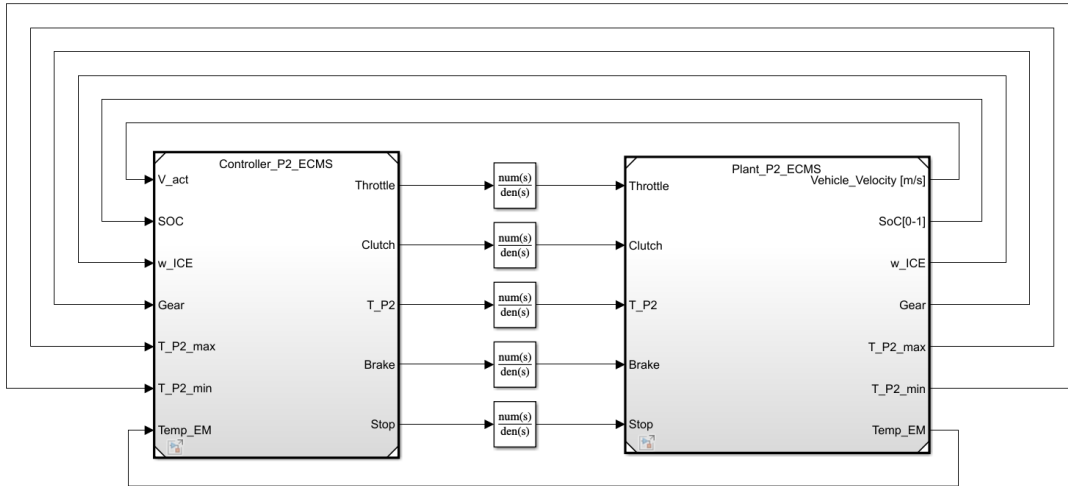 Controller_P2_ECMS
V_act
SOC
w_ICE
Gear
T_P2_max
T_P2_min
Temp_EM
Throttle
Clutch
T_P2
Brake
Stop
num(s)
den(s)
num(s)
den(s)
num(s)
den(s)
num(s)
den(s)
num(s)
den(s)
Plant_P2_ECMS
Throttle
Clutch
T_P2
Brake
Stop
Vehicle_Velocity [m/s]
SoC[0-1]
w_ICE
Gear
T_P2_max
T_P2_min
Temp_EM